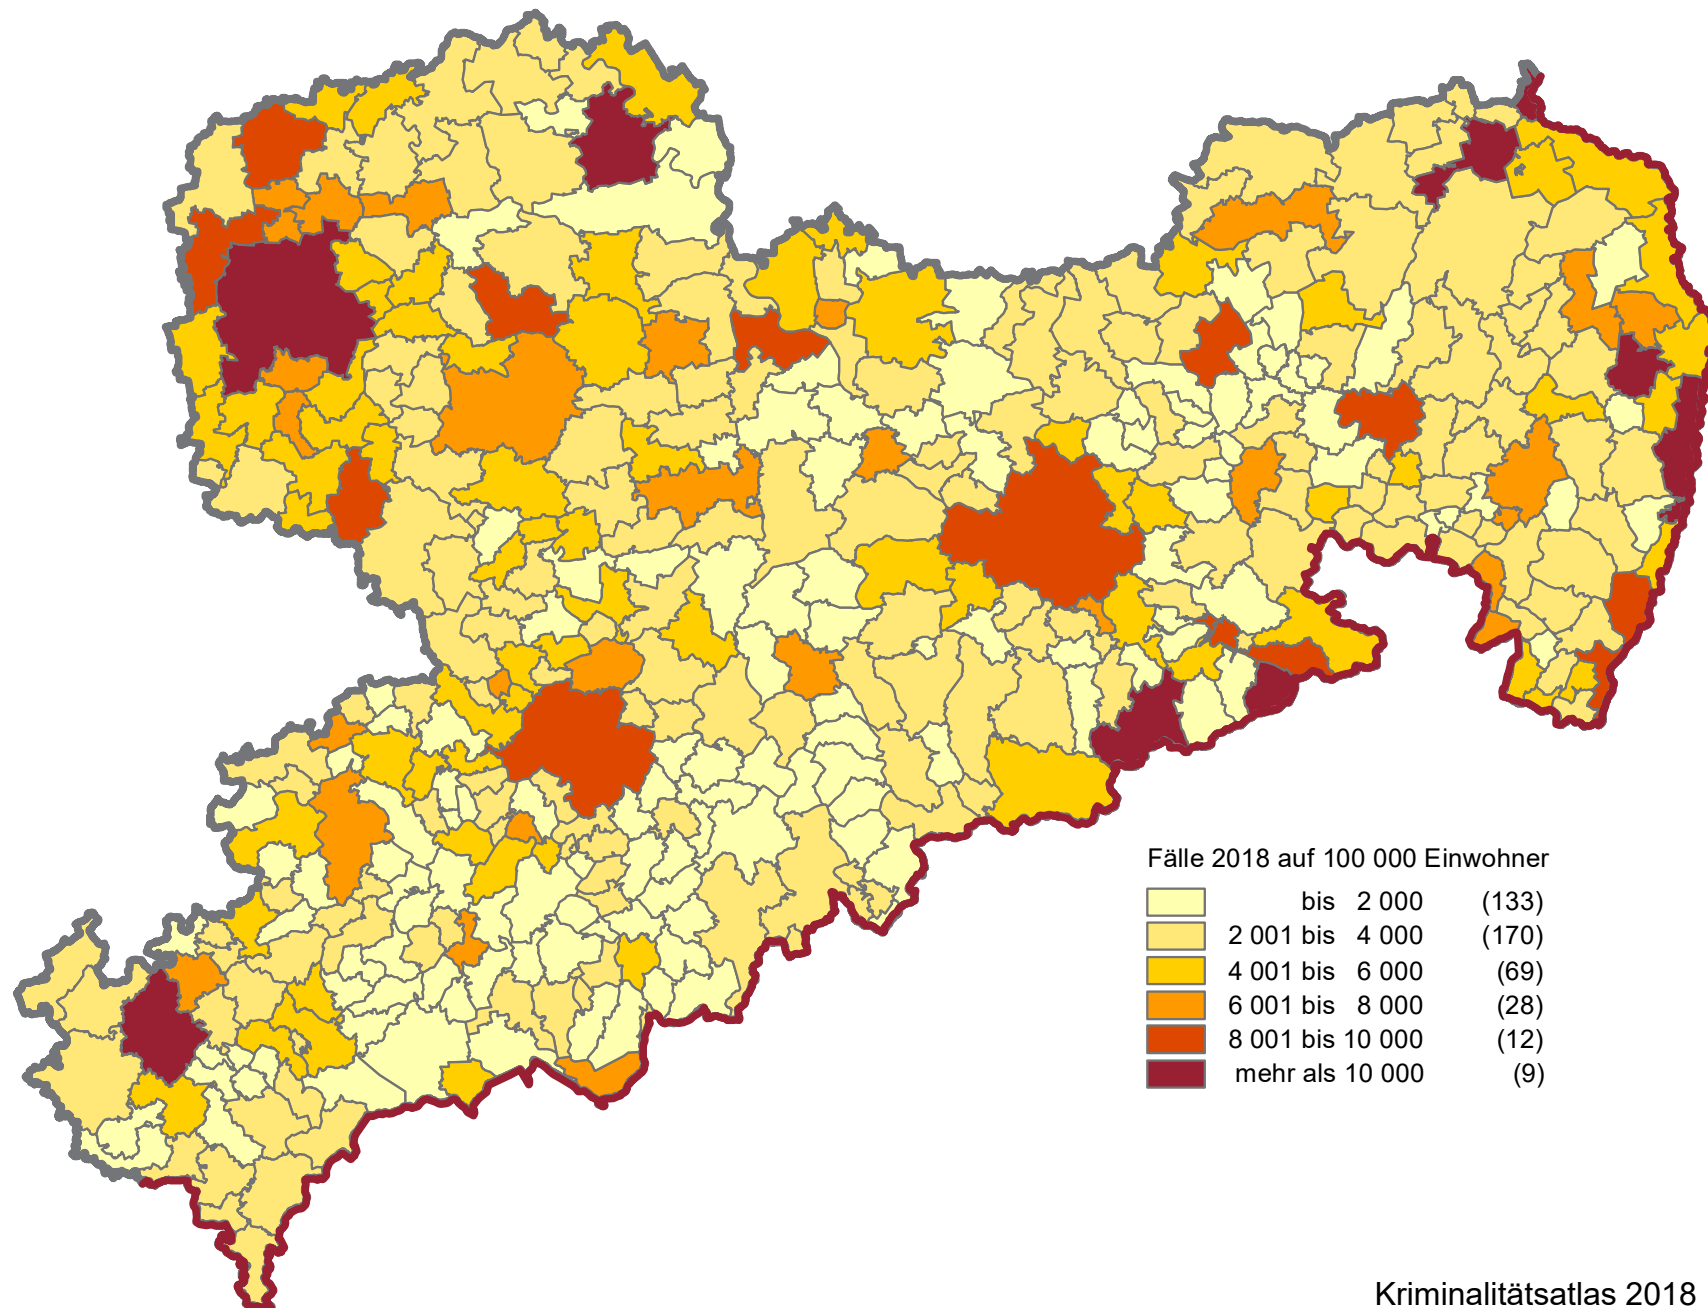 Fälle 2018 auf 100 000 Einwohner
bis 2 000 (133)
2 001 bis 4 000 (170)
4 001 bis 6 000 (69)
6 001 bis 8 000 (28)
8 001 bis 10 000 (12)
mehr als 10 000 (9)
Kriminalitätsatlas 2018